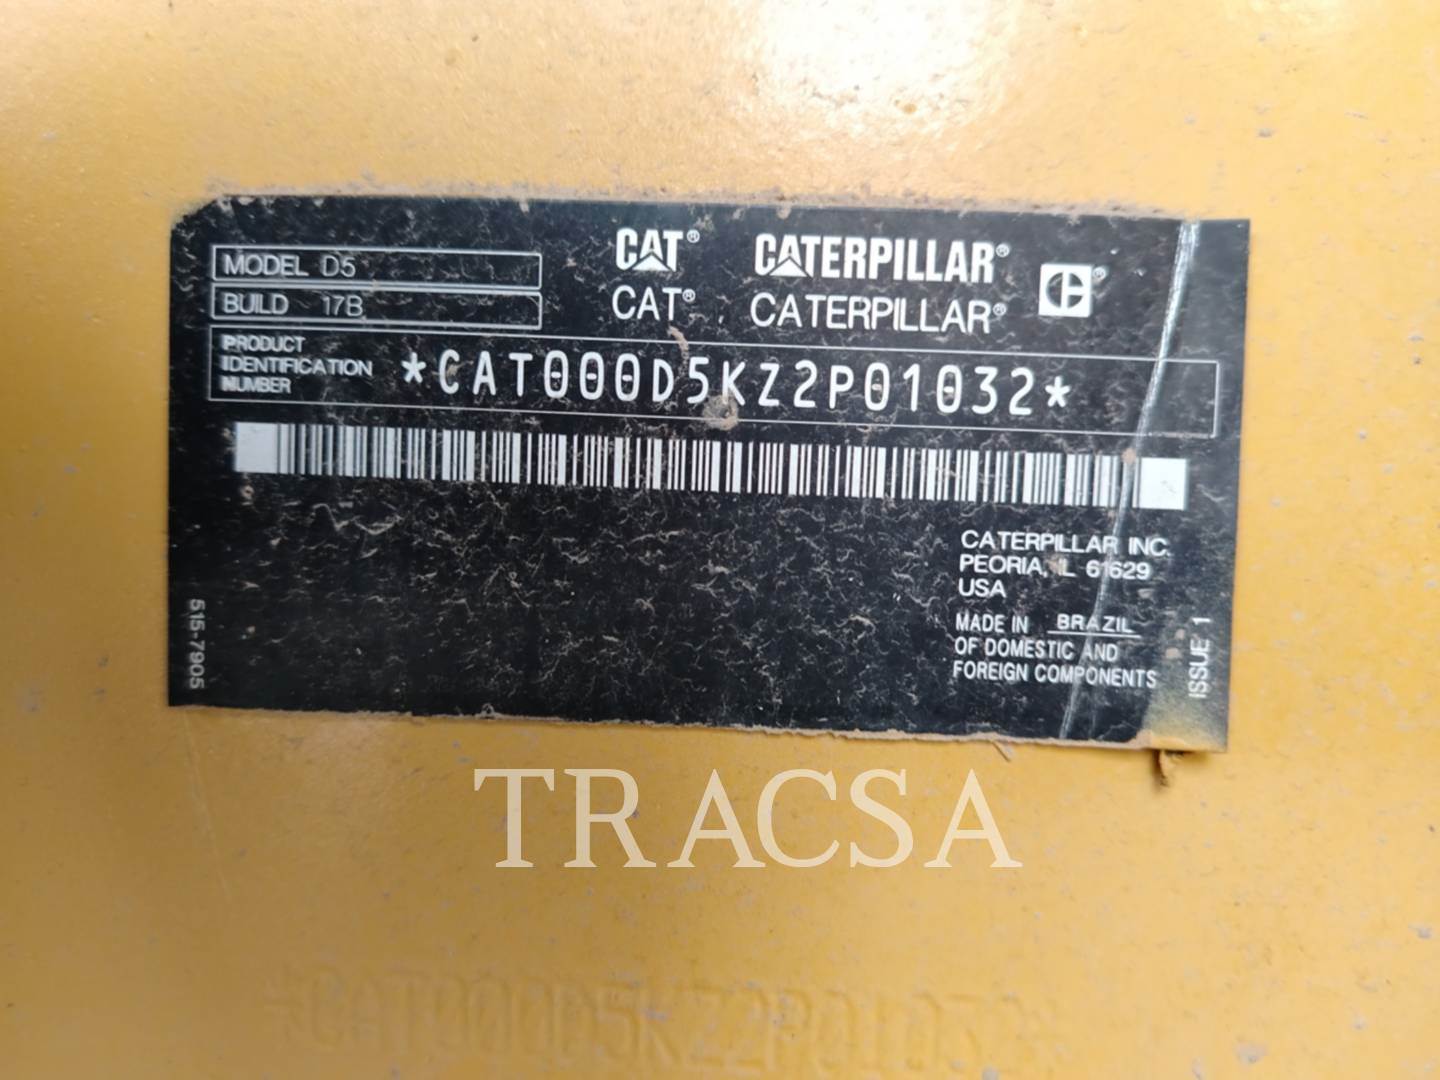 MODEL D5
BUILD 17B
CAT® CATERPILLAR®
CAT® CATERPILLAR®
PRODUCT
IDENTIFICATION
NUMBER
*CAT000D5KZ2P01032*
CATERPILLAR INC.
PEORIA, IL 61629
USA
MADE IN BRAZIL
OF DOMESTIC AND
FOREIGN COMPONENTS
515-7905
ISSUE 1
TRACSA
*CAT000D5KZ2P01032*